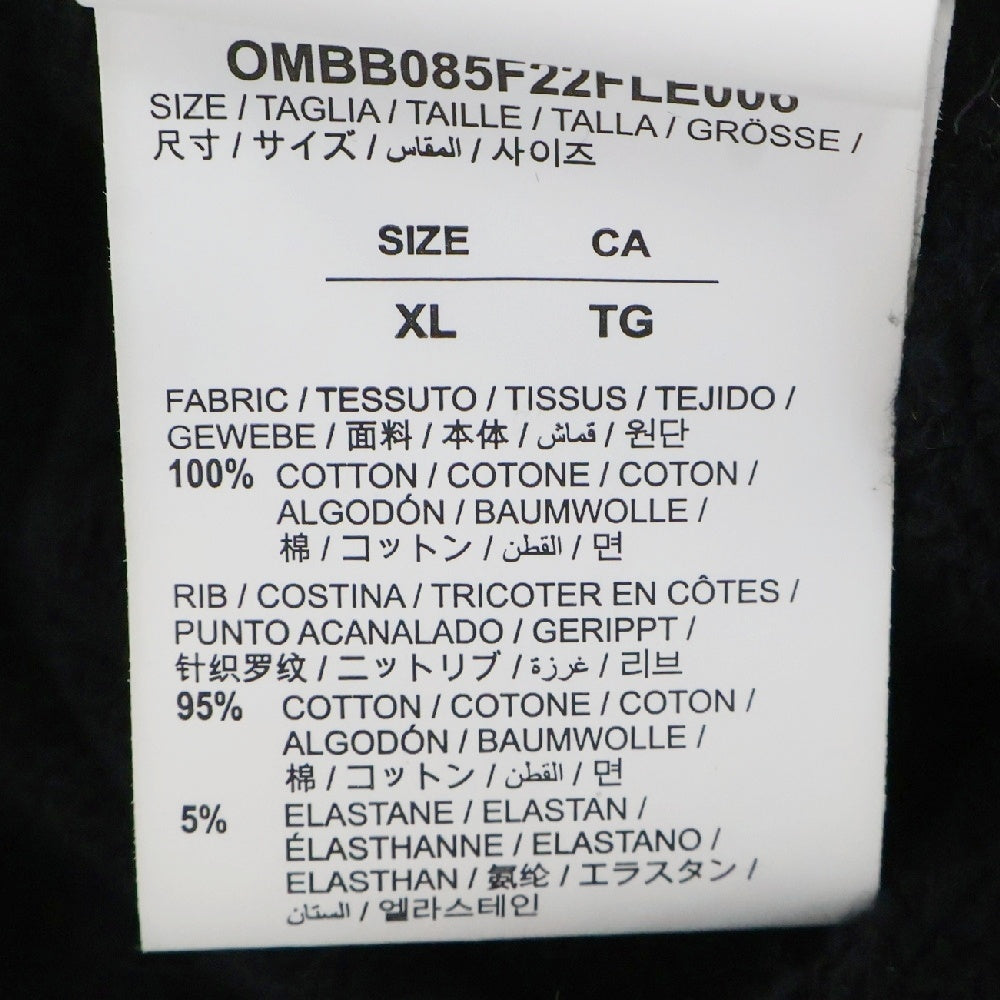 OMBB085F22FLE006
SIZE / TAGLIA / TAILLE / TALLA / GRÖSSE /
尺寸 / サイズ / المقاس / 사이즈
SIZE CA
XL TG
FABRIC / TESSUTO / TISSUS / TEJIDO /
GEWEBE / 面料 / 本体 / قماش / 원단
100% COTTON / COTONE / COTON /
ALGODÓN / BAUMWOLLE /
棉 / コットン / القطن / 면
RIB / COSTINA / TRICOTER EN CÔTES /
PUNTO ACANALADO / GERIPPT /
针织罗纹 / ニットリブ / غرزة / 리브
95% COTTON / COTONE / COTON /
ALGODÓN / BAUMWOLLE /
棉 / コットン / القطن / 면
5% ELASTANE / ELASTAN /
ÉLASTHANNE / ELASTANO /
ELASTHAN / 氨纶 / エラスタン /
الستان / 엘라스테인